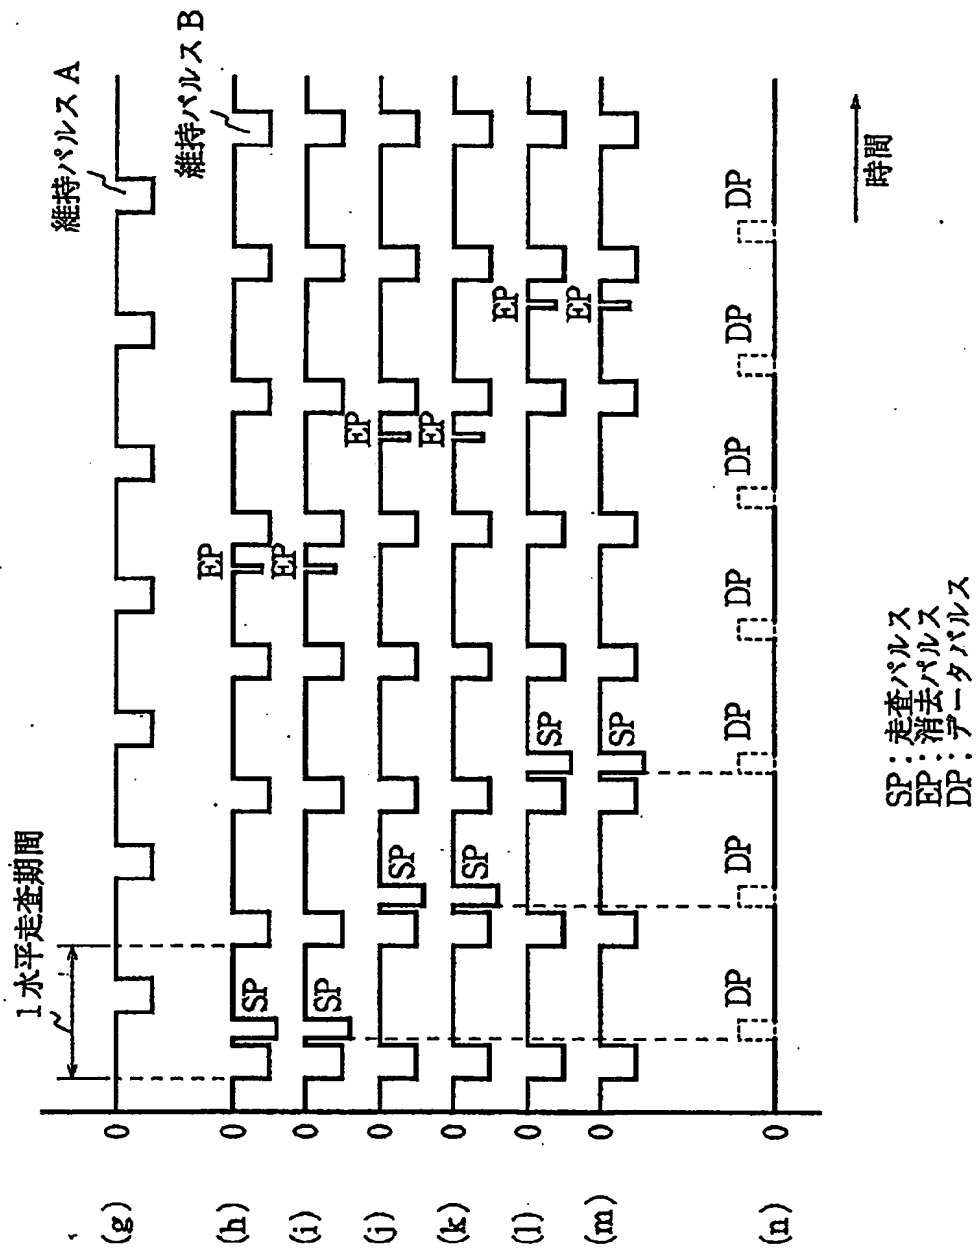 1水平走査期間
維持パルスA
(g) 0
維持パルスB
(h) 0 SP EP
(i) 0 SP EP
(j) 0 SP EP
(k) 0 SP EP
(l) 0 SP EP
(m) 0 SP EP
(n) 0 DP DP DP DP DP DP DP
時間
SP:走査パルス
EP:消去パルス
DP:データパルス